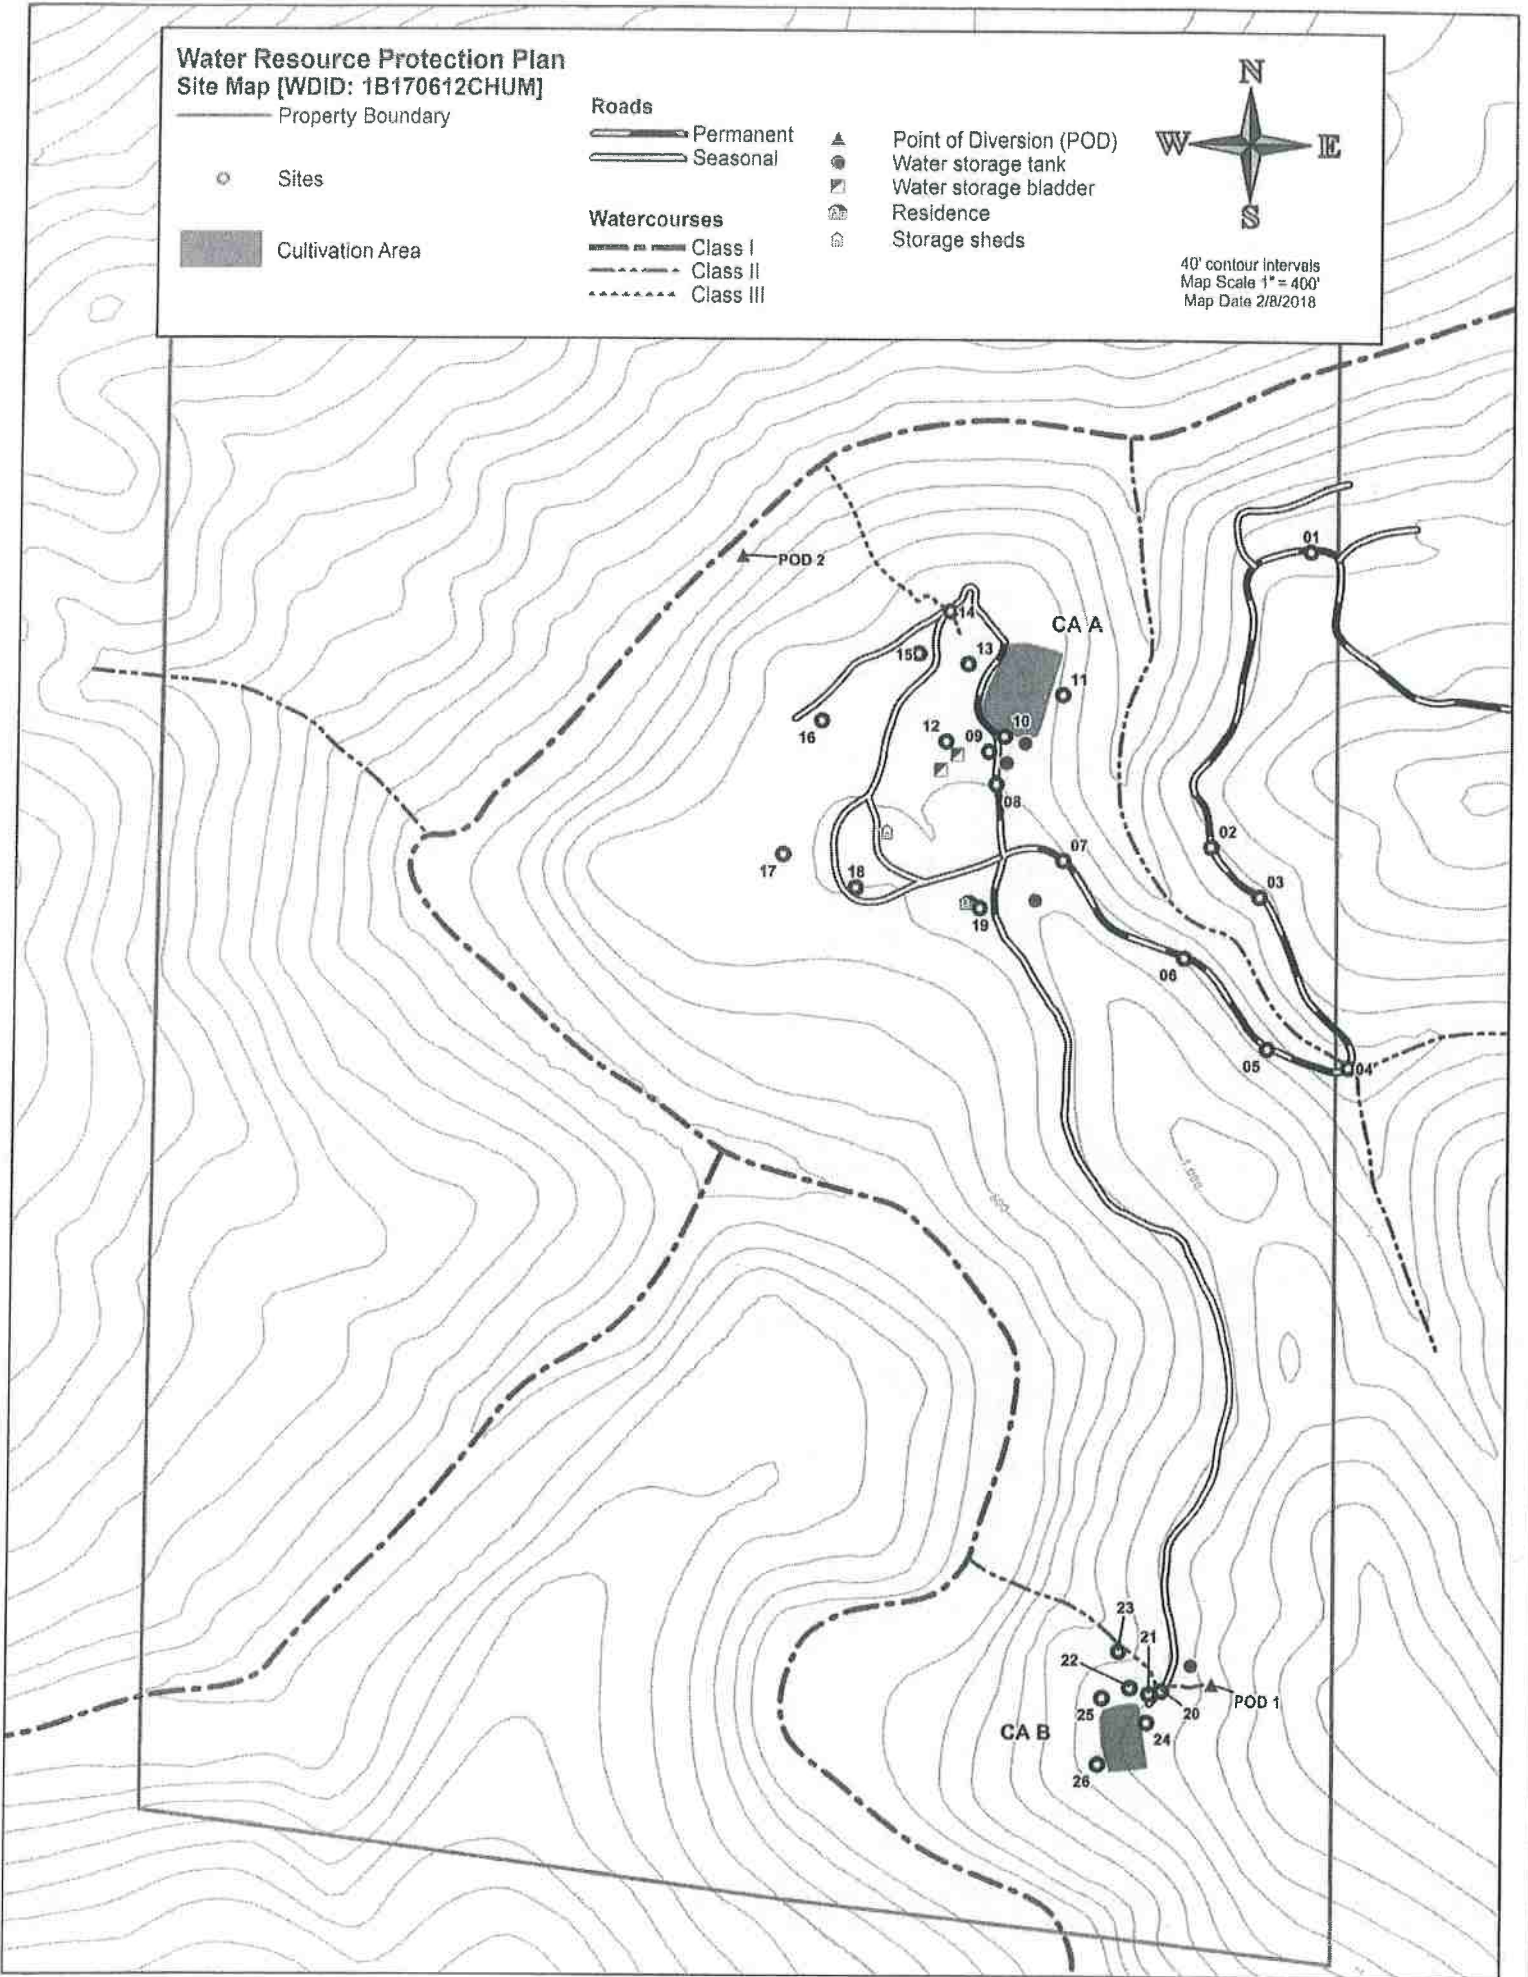 Water Resource Protection Plan
Site Map [WDID: 1B170612CHUM]
Property Boundary
Sites
Cultivation Area
Roads
Permanent
Seasonal
Watercourses
Class I
Class II
Class III
Point of Diversion (POD)
Water storage tank
Water storage bladder
Residence
Storage sheds
N
W
E
S
40' contour intervals
Map Scale 1" = 400'
Map Date 2/8/2018
01
POD 2
14
CA A
15
13
11
16
12
09
10
08
02
07
17
18
03
19
06
05
04
1,000
600
23
21
22
25
20
POD 1
CA B
24
26